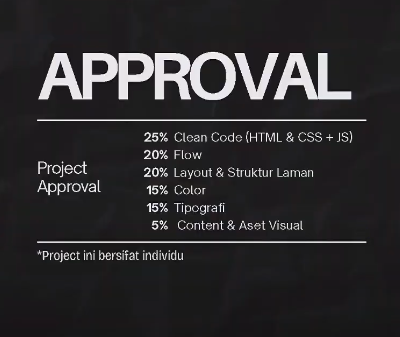 APPROVAL
Project Approval
25% Clean Code (HTML & CSS + JS)
20% Flow
20% Layout & Struktur Laman
15% Color
15% Tipografi
5% Content & Aset Visual
*Project ini bersifat individu